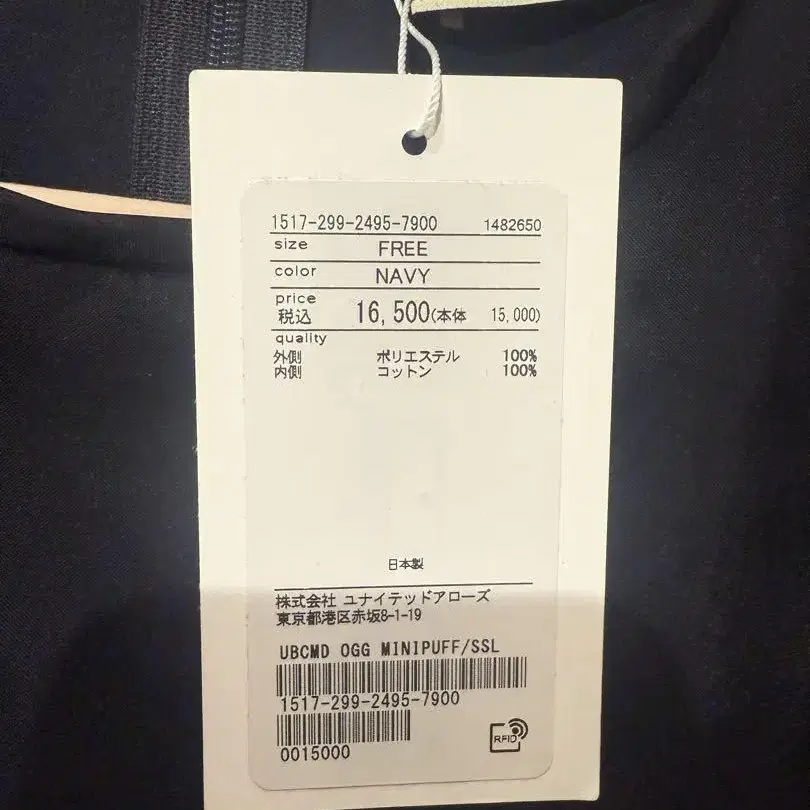 1517-299-2495-7900 1482650
size FREE
color NAVY
price
税込 16,500(本体 15,000)
quality
外側 ポリエステル 100%
内側 コットン 100%
日本製
株式会社 ユナイテッドアローズ
東京都港区赤坂8-1-19
UBCMD OGG MINIPUFF/SSL
1517-299-2495-7900
0015000
RFID